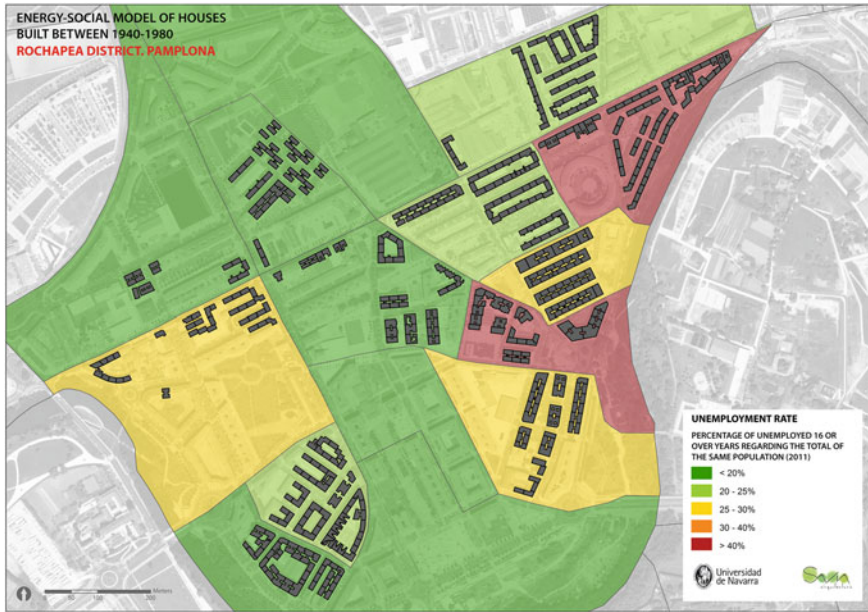 ENERGY-SOCIAL MODEL OF HOUSES
BUILT BETWEEN 1940-1980
ROCHAPEA DISTRICT. PAMPLONA
UNEMPLOYMENT RATE
PERCENTAGE OF UNEMPLOYED 16 OR
OVER YEARS REGARDING THE TOTAL OF
THE SAME POPULATION (2011)
< 20%
20 - 25%
25 - 30%
30 - 40%
> 40%
Universidad
de Navarra
Meters
0